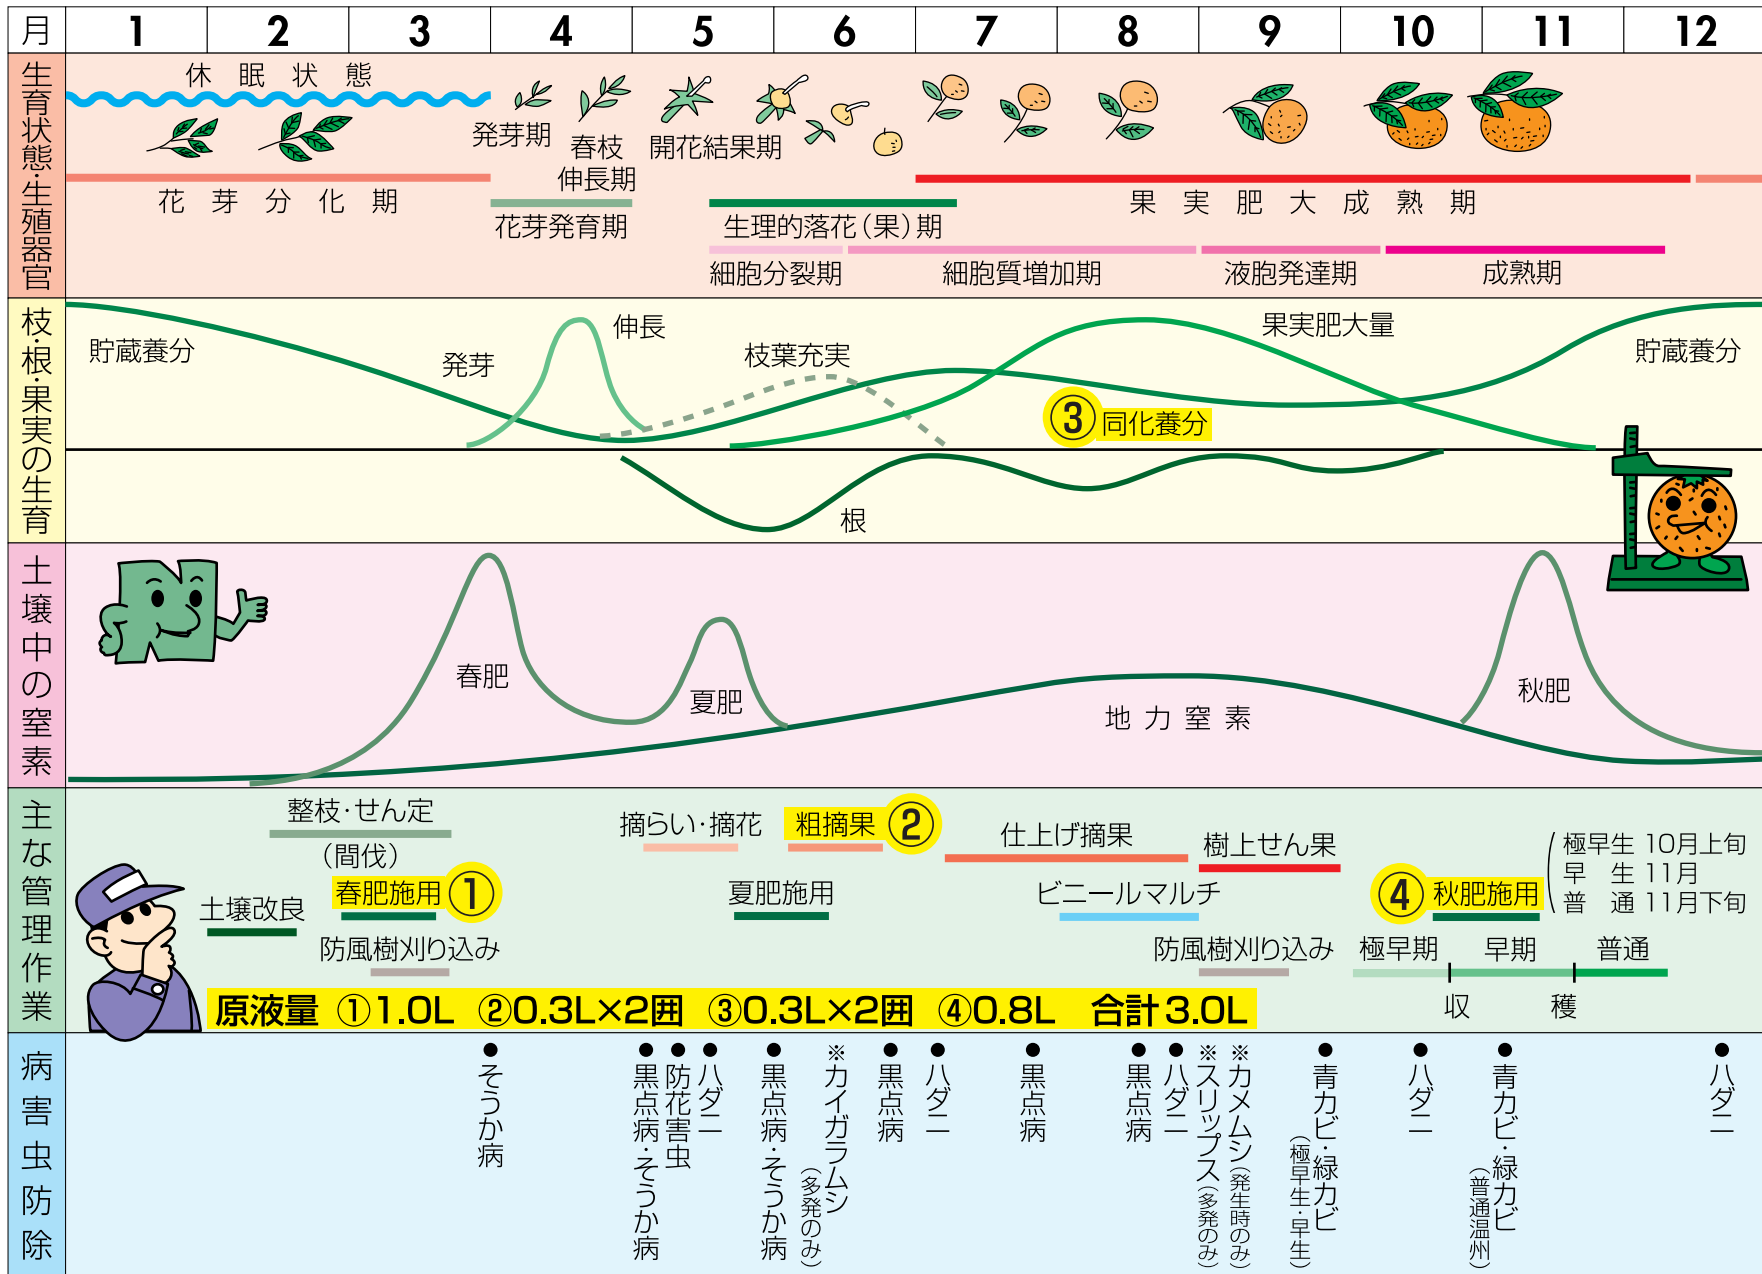 月 1 2 3 4 5 6 7 8 9 10 11 12
生育状態・生殖器官
休眠状態
発芽期
春枝
伸長期
開花結果期
花芽分化期
花芽発育期
生理的落花(果)期
果実肥大成熟期
細胞分裂期
細胞質増加期
液胞発達期
成熟期
枝・根・果実の生育
貯蔵養分
発芽
伸長
枝葉充実
果実肥大量
貯蔵養分
③同化養分
根
土壌中の窒素
春肥
夏肥
地力窒素
秋肥
主な管理作業
整枝・せん定
(間伐)
春肥施用①
土壌改良
防風樹刈り込み
摘らい・摘花
粗摘果②
夏肥施用
仕上げ摘果
ビニールマルチ
樹上せん果
防風樹刈り込み
④秋肥施用
極早生 10月上旬
早 生 11月
普 通 11月下旬
極早期 早期 普通
収穫
原液量 ①1.0L ②0.3L×2囲 ③0.3L×2囲 ④0.8L 合計3.0L
病害虫防除
●そうか病
●黒点病・そうか病
●防花害虫
●ハダニ
●黒点病・そうか病
※カイガラムシ
(多発のみ)
●黒点病
●ハダニ
●黒点病
●黒点病
●ハダニ
※スリップス(多発のみ)
※カメムシ(発生時のみ)
●青カビ・緑カビ
(極早生・早生)
●ハダニ
●青カビ・緑カビ
(普通温州)
●ハダニ